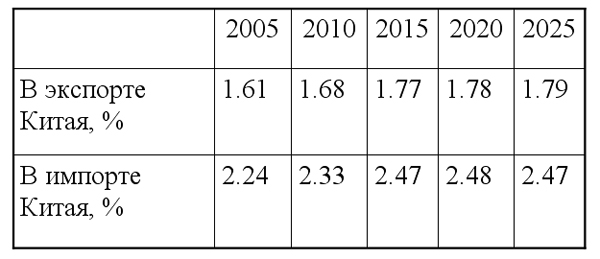 2005 2010 2015 2020 2025
В экспорте
Китая, % 1.61 1.68 1.77 1.78 1.79
В импорте
Китая, % 2.24 2.33 2.47 2.48 2.47